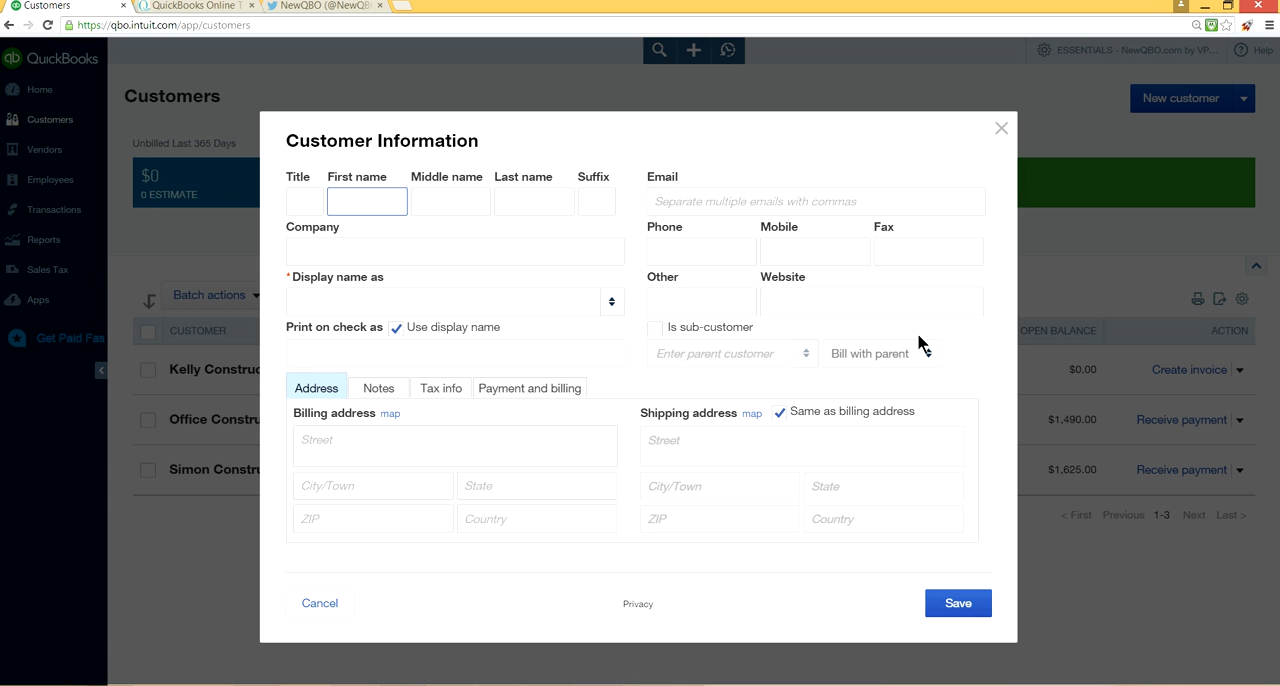 Customers
QuickBooks Online T
NewQBO (@NewQB
https://qbo.intuit.com/app/customers
qb QuickBooks
ESSENTIALS - NewQBO.com by VP...
Help
Home
Customers
Vendors
Employees
Transactions
Reports
Sales Tax
Apps
Get Paid Fas
Customers
New customer
Unbilled Last 365 Days
$0
0 ESTIMATE
Batch actions
CUSTOMER
OPEN BALANCE
ACTION
Kelly Construc
$0.00
Create invoice
Office Constru
$1,490.00
Receive payment
Simon Constru
$1,625.00
Receive payment
< First Previous 1-3 Next Last >
Customer Information
Title First name Middle name Last name Suffix
Email
Separate multiple emails with commas
Company
Phone Mobile Fax
* Display name as
Other Website
Print on check as Use display name
Is sub-customer
Enter parent customer Bill with parent
Address Notes Tax info Payment and billing
Billing address map
Street
City/Town State
ZIP Country
Shipping address map Same as billing address
Street
City/Town State
ZIP Country
Cancel
Privacy
Save